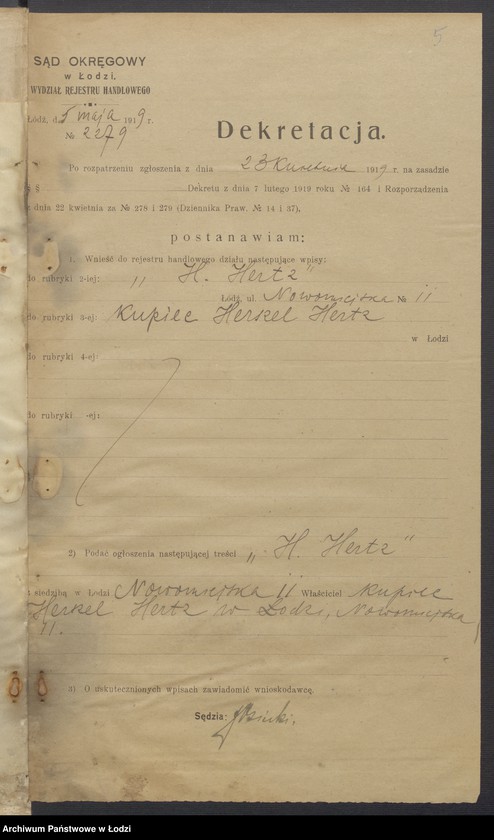 5
SĄD OKRĘGOWY
w Łodzi.
WYDZIAŁ REJESTRU HANDLOWEGO
Łódź, d. 5 maja 1919 r.
№ 2279
Dekretacja.
Po rozpatrzeniu zgłoszenia z dnia 23 Kwietnia 1919 r. na zasadzie
§ Dekretu z dnia 7 lutego 1919 roku № 164 i Rozporządzenia
z dnia 22 kwietnia za № 278 i 279 (Dziennika Praw. № 14 i 37),
postanawiam:
1. Wnieść do rejestru handlowego działu następujące wpisy:
do rubryki 2-iej: „H. Hertz"
Łódź, ul. Nowomiejska № 11
do rubryki 3-ej: Kupiec Herszel Hertz
w Łodzi
do rubryki 4-ej:
do rubryki -ej:
2) Podać ogłoszenia następującej treści „H. Hertz"
z siedzibą w Łodzi Nowomiejska 11 Właściciel kupiec
Herszel Hertz w Łodzi, Nowomiejska
11.
3) O uskutecznionych wpisach zawiadomić wnioskodawcę.
Sędzia:
Archiwum Państwowe w Łodzi